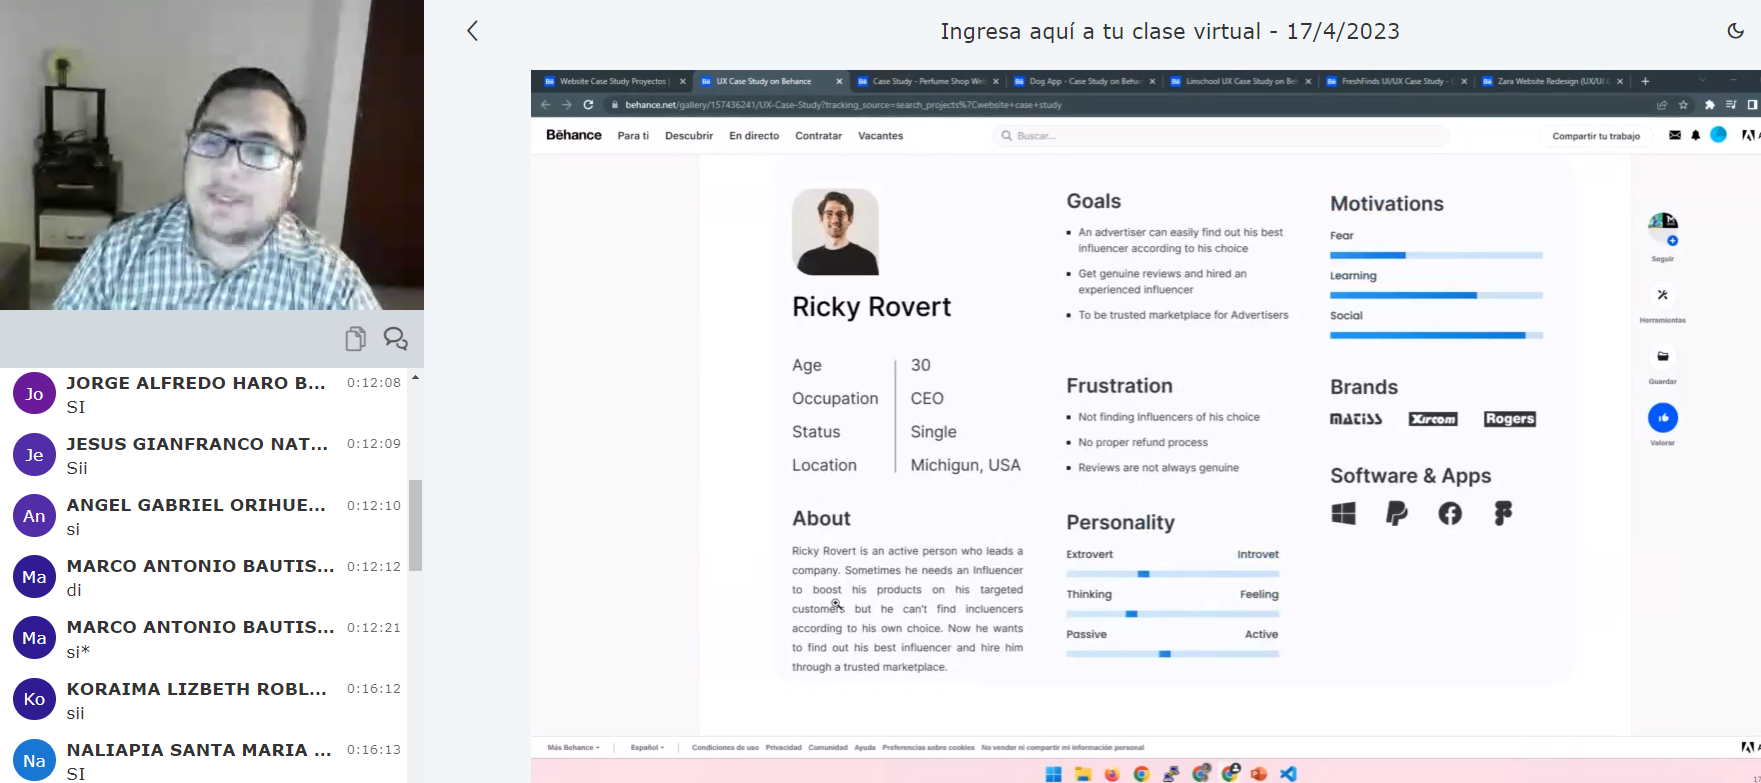 Ingresa aquí a tu clase virtual - 17/4/2023
Jo
JORGE ALFREDO HARO B...
0:12:08
SI
Je
JESUS GIANFRANCO NAT...
0:12:09
Sii
An
ANGEL GABRIEL ORIHUE...
0:12:10
si
Ma
MARCO ANTONIO BAUTIS...
0:12:12
di
Ma
MARCO ANTONIO BAUTIS...
0:12:21
si*
Ko
KORAIMA LIZBETH ROBL...
0:16:12
sii
Na
NALIAPIA SANTA MARIA ...
0:16:13
SI
Website Case Study Proyectos
UX Case Study on Behance
Case Study - Perfume Shop We
Dog App - Case Study on Beha
Linschool UX Case Study on Be
FreshFinds UI/UX Case Study -
Zara Website Redesign (UX/UI
behance.net/gallery/157436241/UX-Case-Study?tracking_source=search_projects%7Cwebsite+case+study
Bēhance Para ti Descubrir En directo Contratar Vacantes
Buscar...
Compartir tu trabajo
Ricky Rovert
Age 30
Occupation CEO
Status Single
Location Michigun, USA
About
Ricky Rovert is an active person who leads a
company. Sometimes he needs an Influencer
to boost his products on his targeted
customers but he can't find incluencers
according to his own choice. Now he wants
to find out his best influencer and hire him
through a trusted marketplace.
Goals
An advertiser can easily find out his best
influencer according to his choice
Get genuine reviews and hired an
experienced influencer
To be trusted marketplace for Advertisers
Frustration
Not finding Influencers of his choice
No proper refund process
Reviews are not always genuine
Personality
Extrovert Introvet
Thinking Feeling
Passive Active
Motivations
Fear
Learning
Social
Brands
MATISS Xircom Rogers
Software & Apps
Seguir
Herramientas
Guardar
Valorar
Más Behance
Español
Condiciones de uso Privacidad Comunidad Ayuda Preferencias sobre cookies No vender ni compartir mi información personal